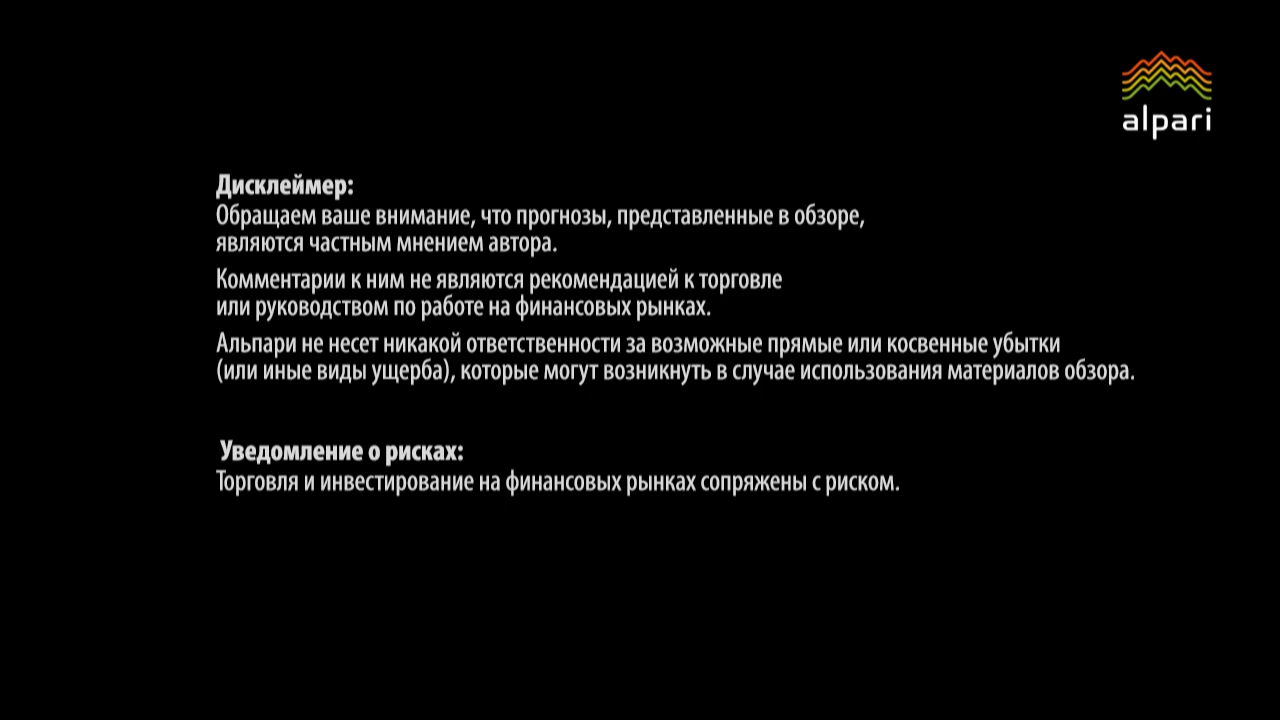 alpari
Дисклеймер:
Обращаем ваше внимание, что прогнозы, представленные в обзоре,
являются частным мнением автора.
Комментарии к ним не являются рекомендацией к торговле
или руководством по работе на финансовых рынках.
Альпари не несет никакой ответственности за возможные прямые или косвенные убытки
(или иные виды ущерба), которые могут возникнуть в случае использования материалов обзора.
Уведомление о рисках:
Торговля и инвестирование на финансовых рынках сопряжены с риском.